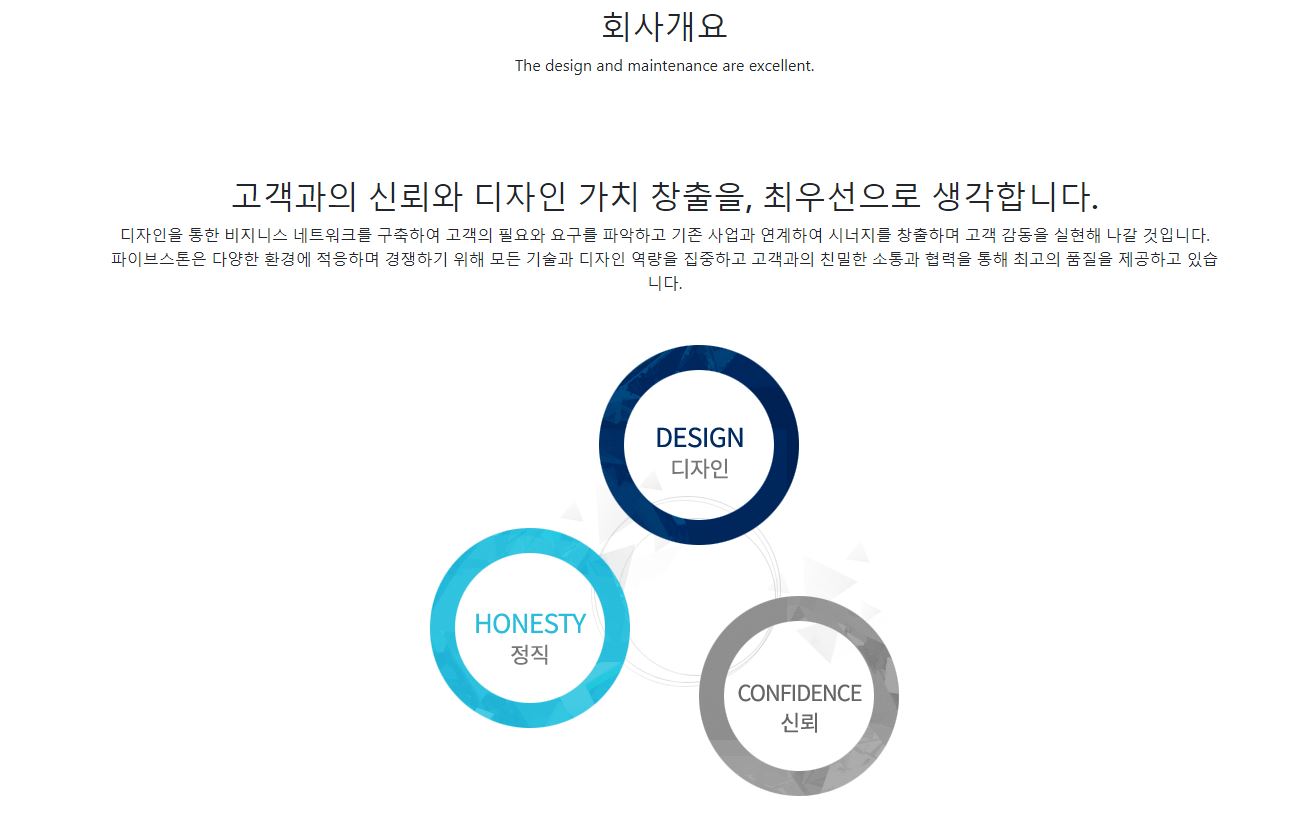 회사개요
The design and maintenance are excellent.
고객과의 신뢰와 디자인 가치 창출을, 최우선으로 생각합니다.
디자인을 통한 비지니스 네트워크를 구축하여 고객의 필요와 요구를 파악하고 기존 사업과 연계하여 시너지를 창출하며 고객 감동을 실현해 나갈 것입니다.
파이브스톤은 다양한 환경에 적응하며 경쟁하기 위해 모든 기술과 디자인 역량을 집중하고 고객과의 친밀한 소통과 협력을 통해 최고의 품질을 제공하고 있습
니다.
DESIGN
디자인
HONESTY
정직
CONFIDENCE
신뢰